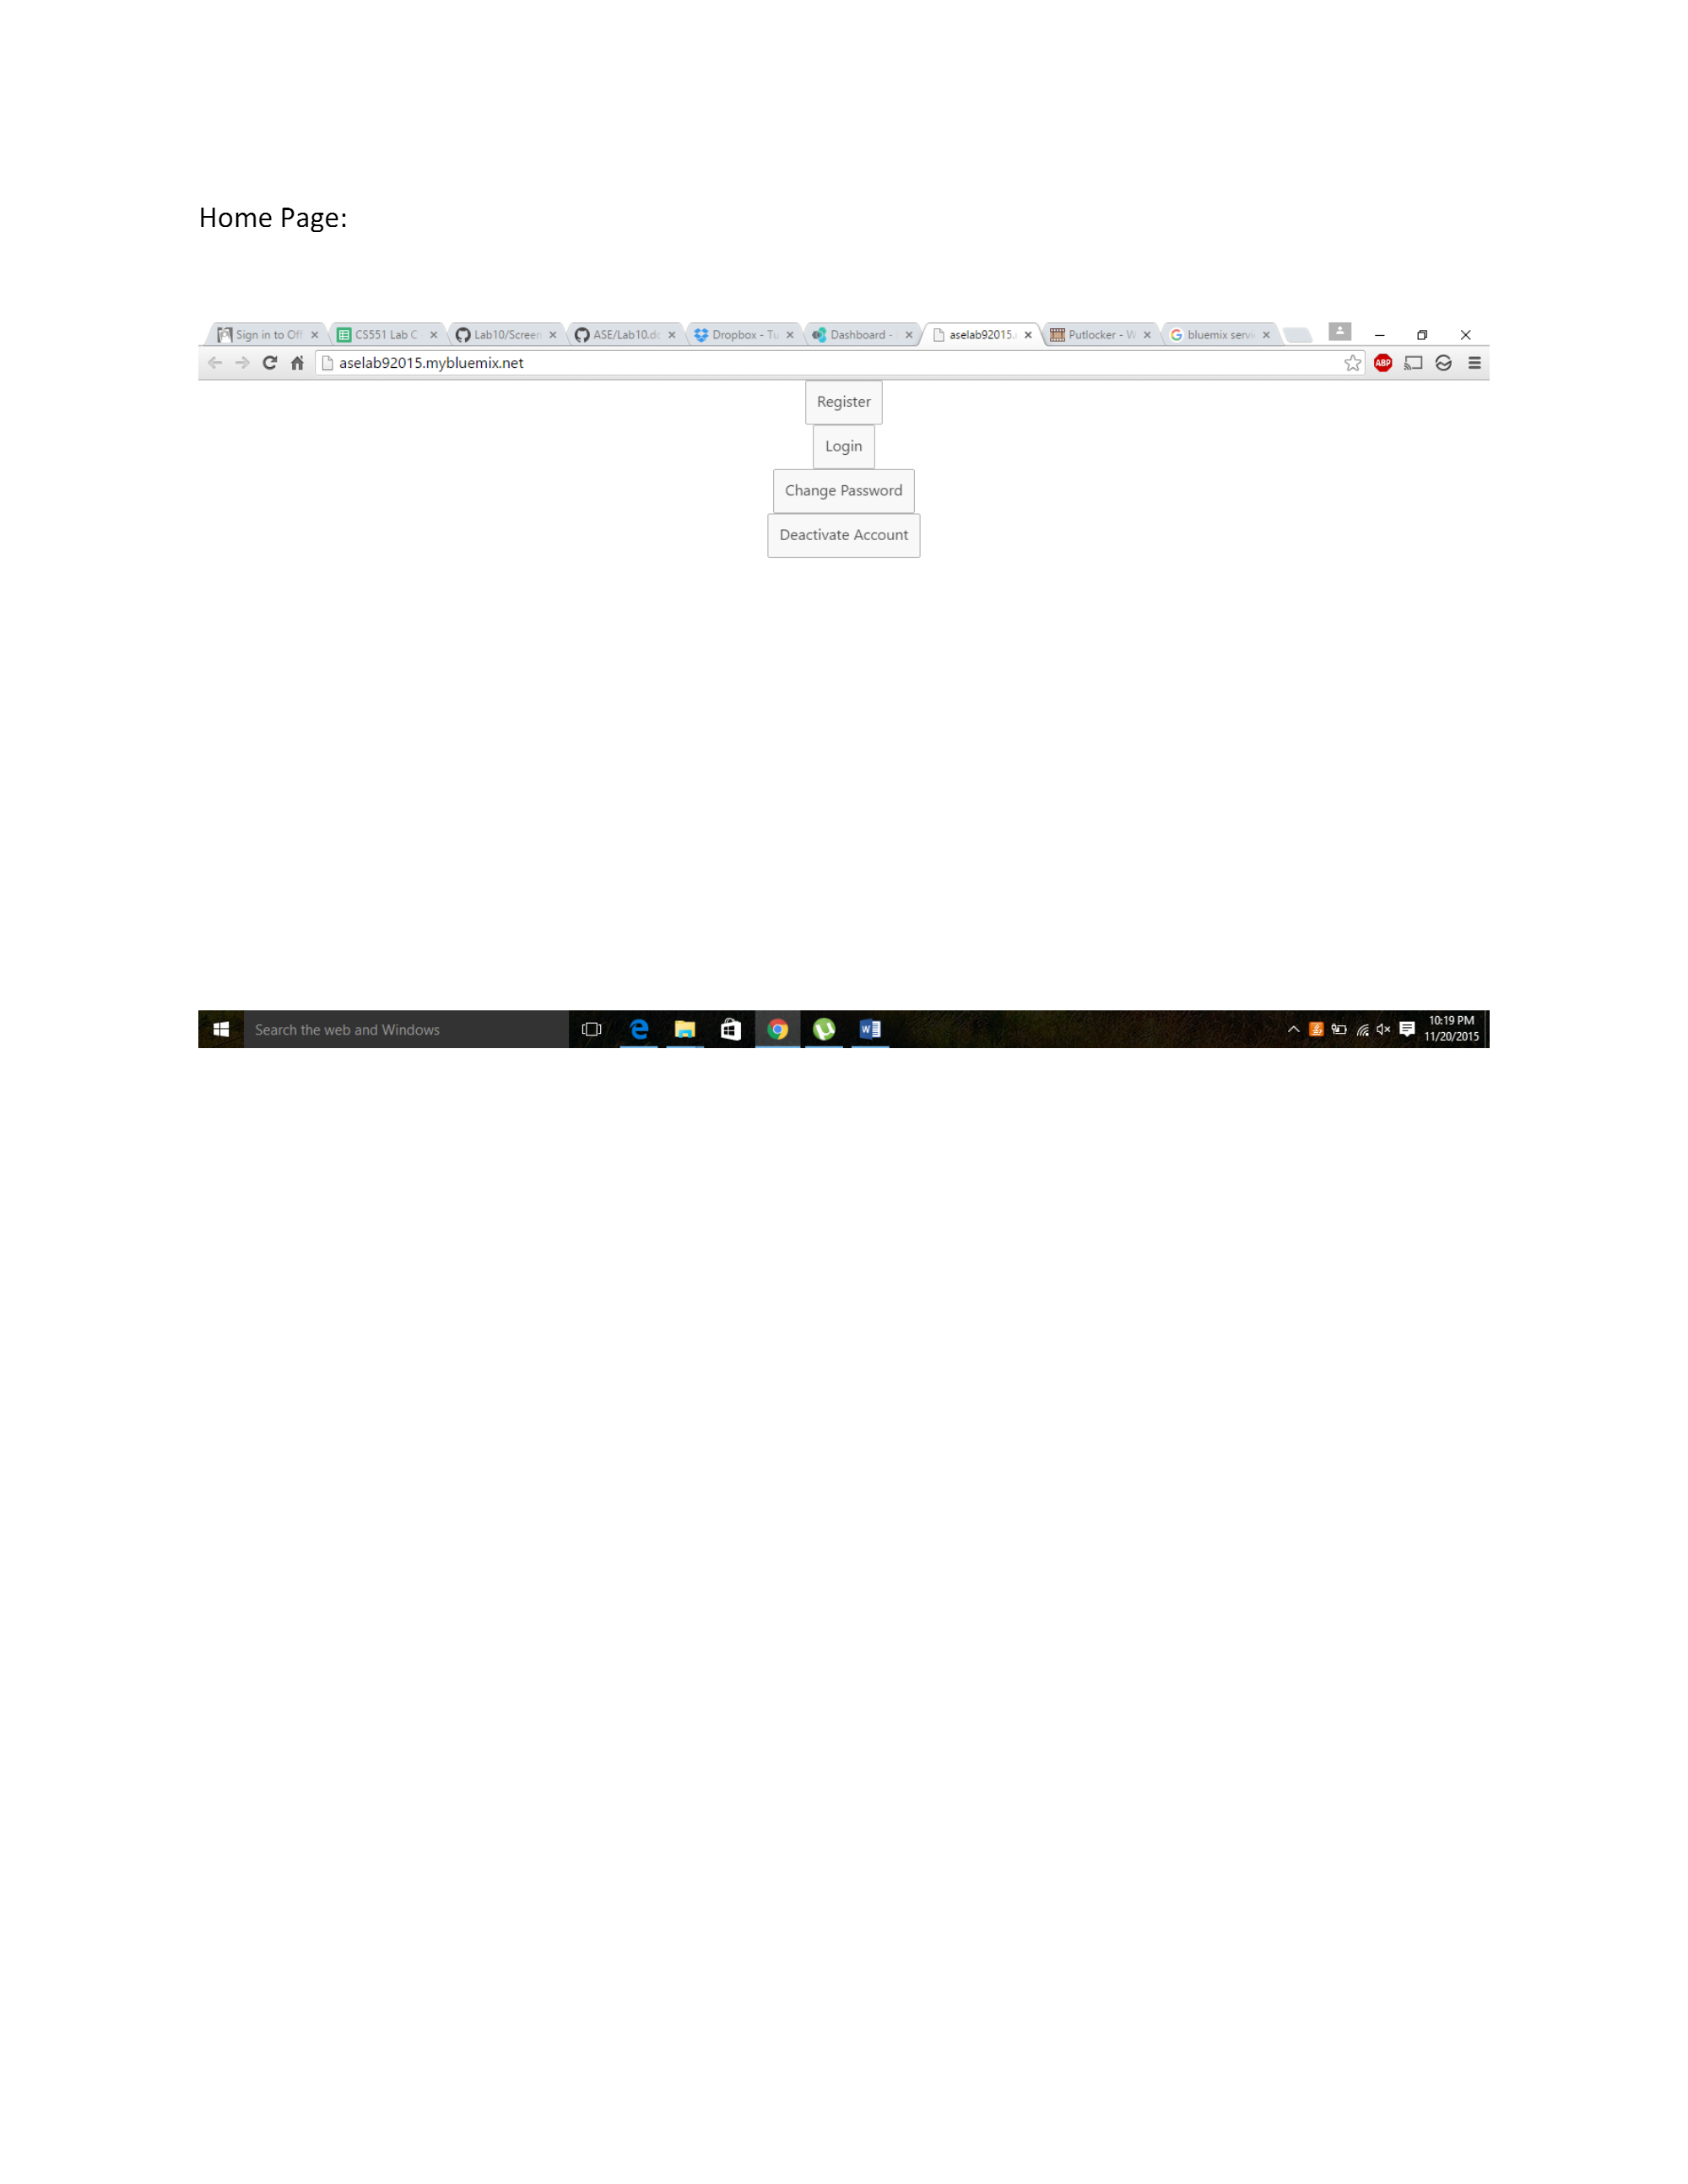 Home Page:
Sign in to Off CS551 Lab C Lab10/Screen ASE/Lab10.do Dropbox - Tu Dashboard - aselab92015. Putlocker - W bluemix servi
aselab92015.mybluemix.net
ABP
Register
Login
Change Password
Deactivate Account
Search the web and Windows
10:19 PM
11/20/2015